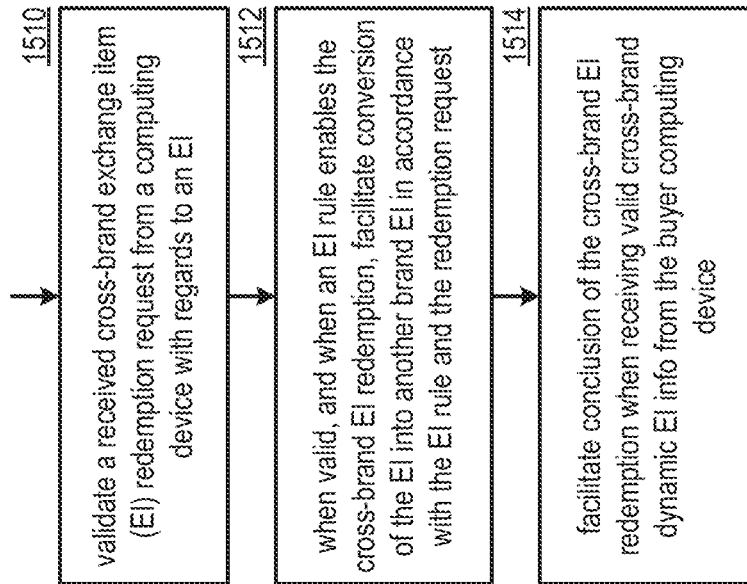 1510
validate a received cross-brand exchange item
(EI) redemption request from a computing
device with regards to an EI
1512
when valid, and when an EI rule enables the
cross-brand EI redemption, facilitate conversion
of the EI into another brand EI in accordance
with the EI rule and the redemption request
1514
facilitate conclusion of the cross-brand EI
redemption when receiving valid cross-brand
dynamic EI info from the buyer computing
device